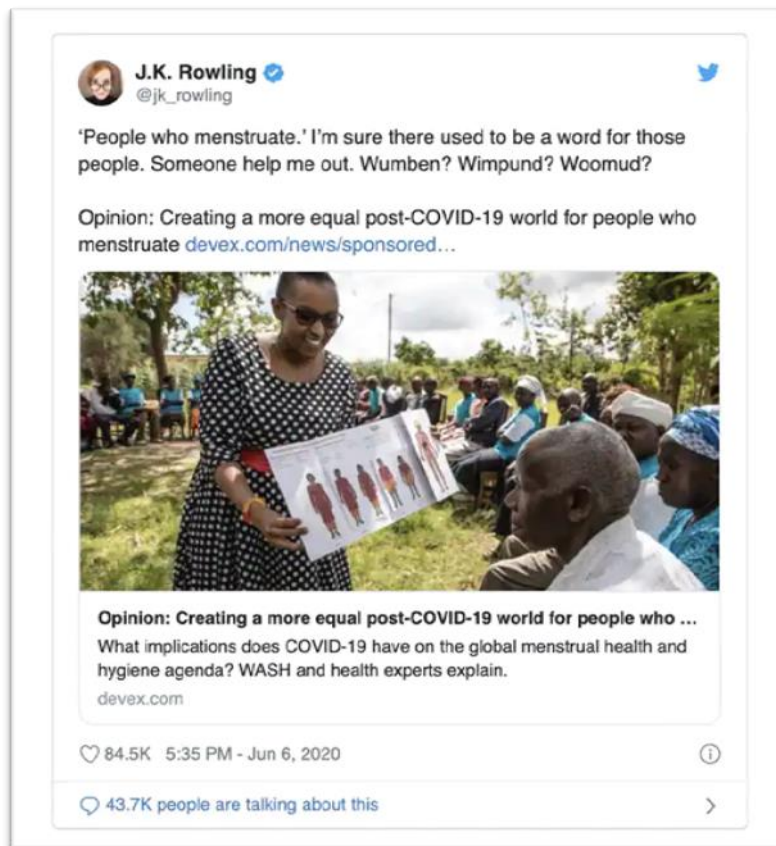 J.K. Rowling
@jk_rowling
‘People who menstruate.’ I’m sure there used to be a word for those
people. Someone help me out. Wumben? Wimpund? Woomud?
Opinion: Creating a more equal post-COVID-19 world for people who
menstruate devex.com/news/sponsored…
Opinion: Creating a more equal post-COVID-19 world for people who ...
What implications does COVID-19 have on the global menstrual health and
hygiene agenda? WASH and health experts explain.
devex.com
84.5K 5:35 PM - Jun 6, 2020
43.7K people are talking about this